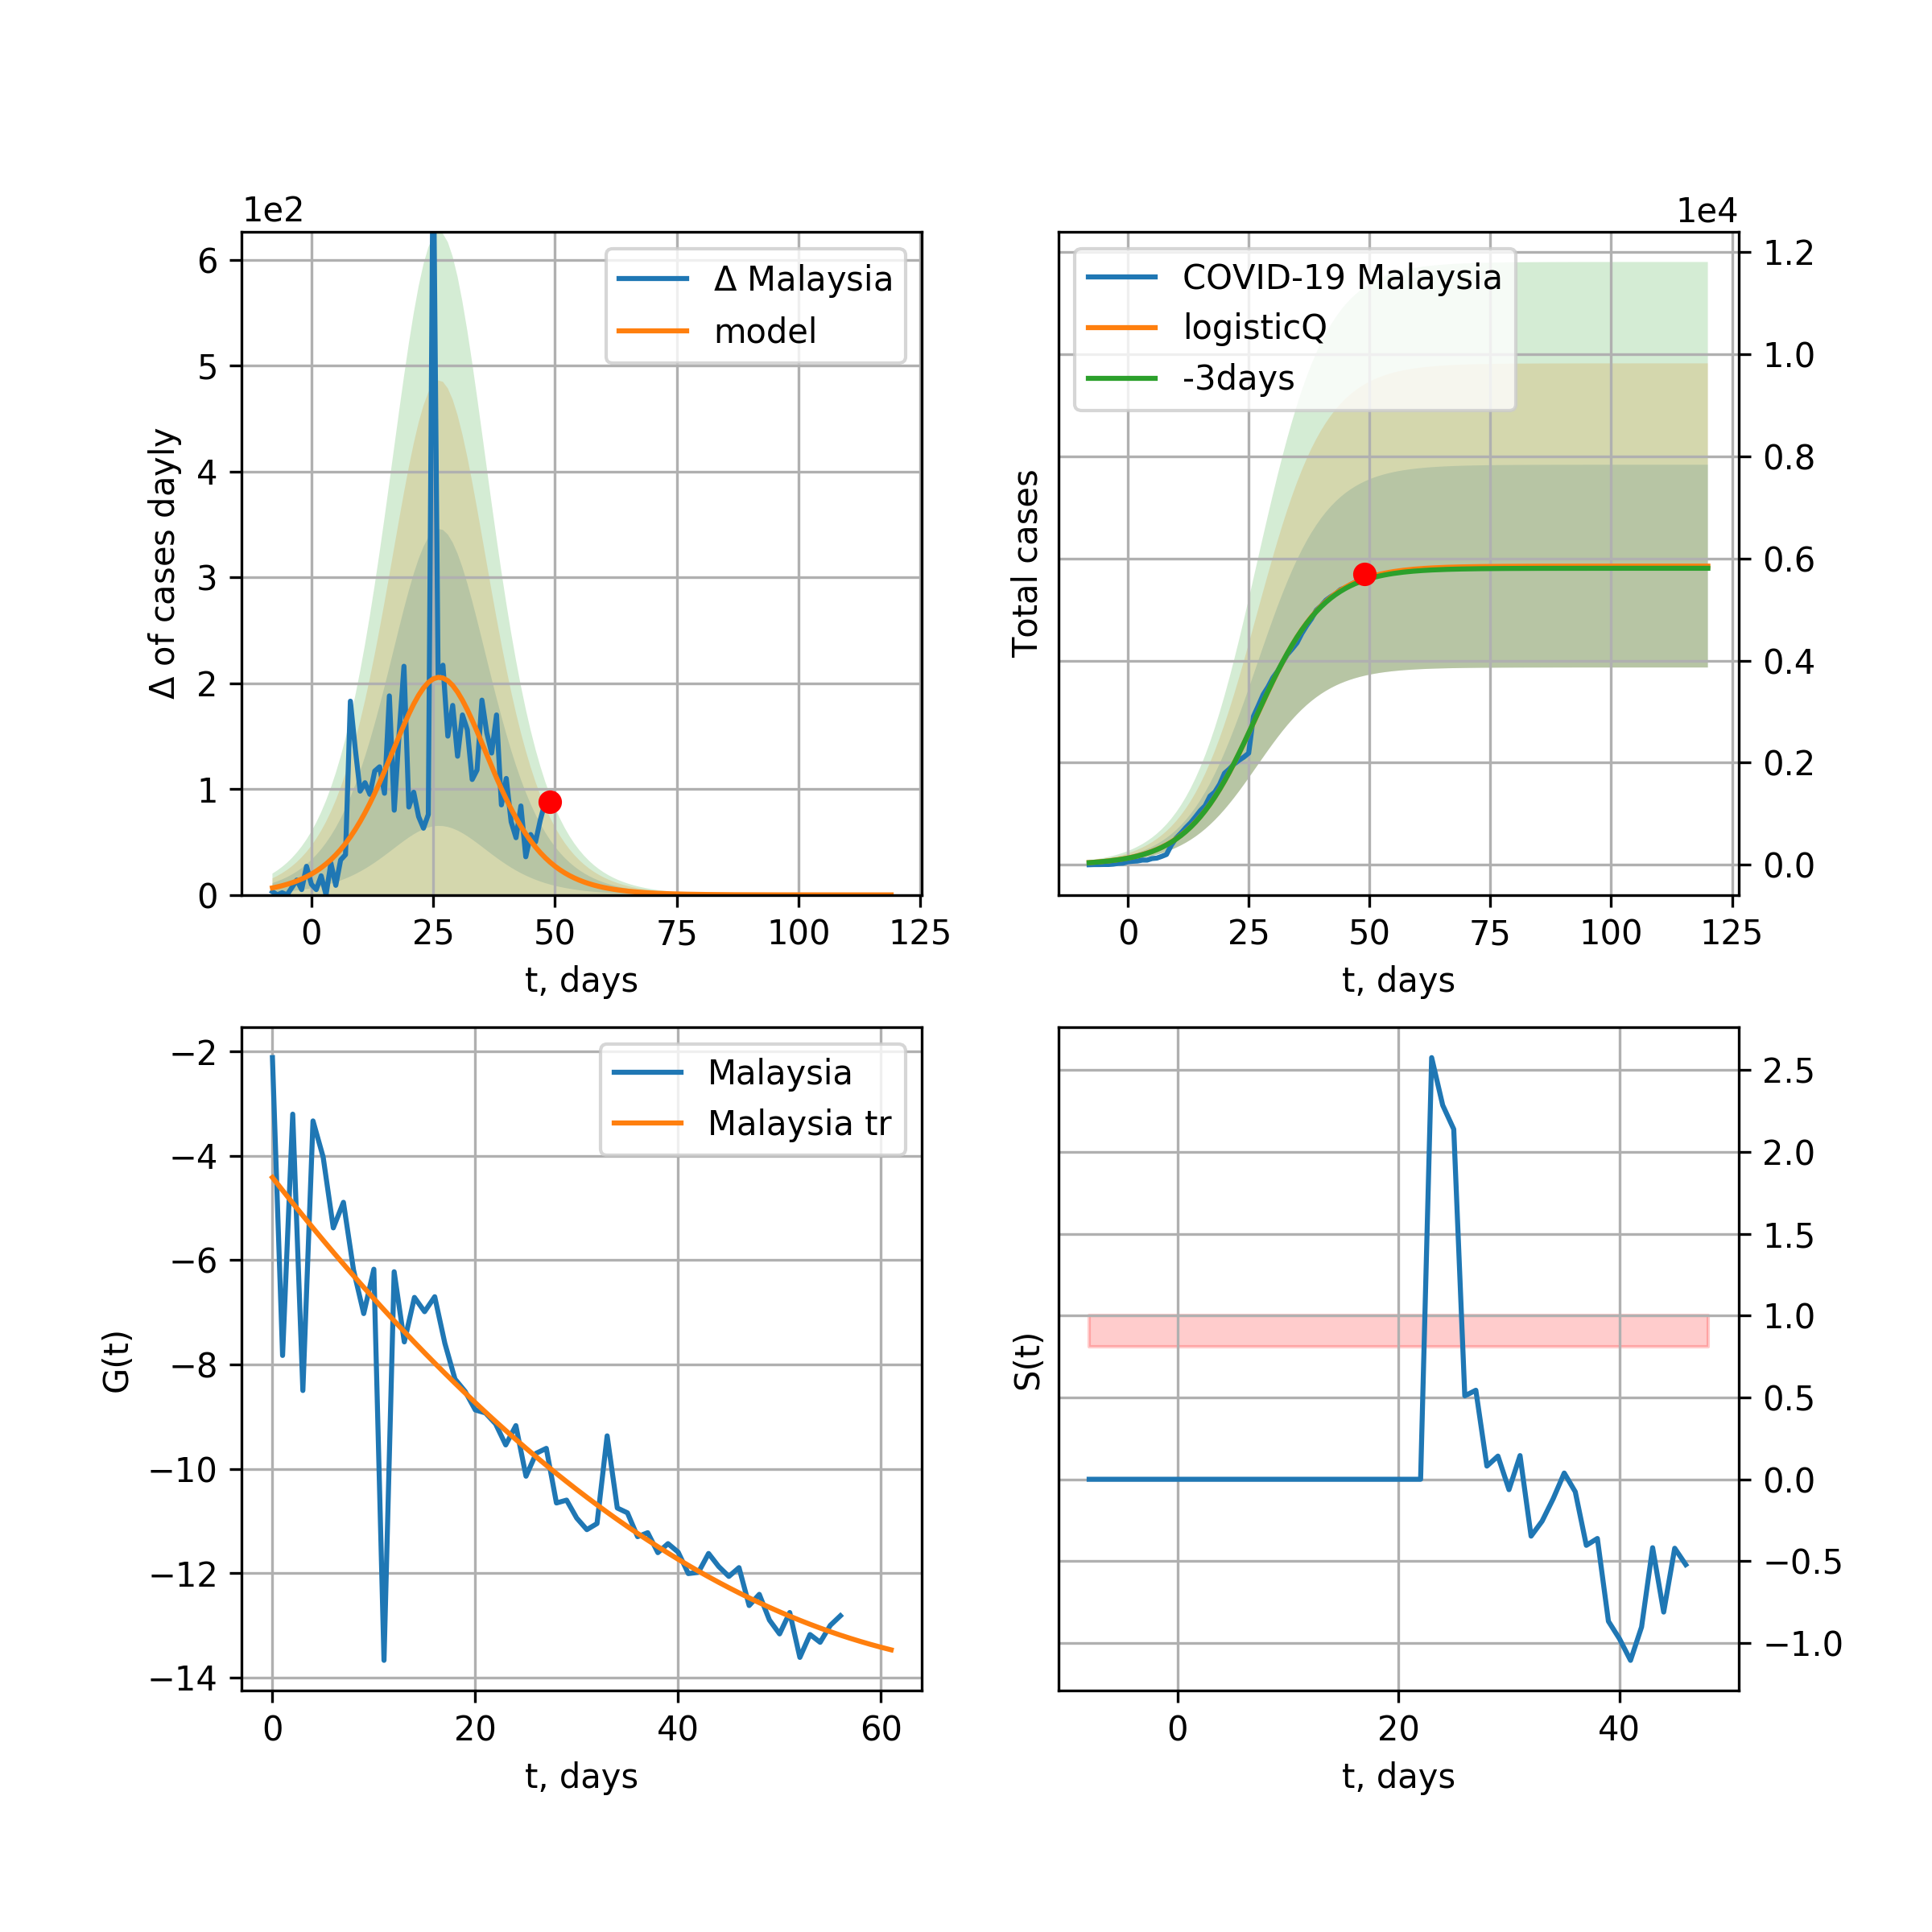 1e2
6
5
4
3
2
1
0
Δ of cases dayly
Δ Malaysia
model
0 25 50 75 100 125
t, days
1e4
COVID-19 Malaysia
logisticQ
-3days
1.2
1.0
0.8
0.6
0.4
0.2
0.0
Total cases
0 25 50 75 100 125
t, days
−2
−4
−6
−8
−10
−12
−14
G(t)
Malaysia
Malaysia tr
0 20 40 60
t, days
2.5
2.0
1.5
1.0
0.5
0.0
−0.5
−1.0
S(t)
0 20 40
t, days